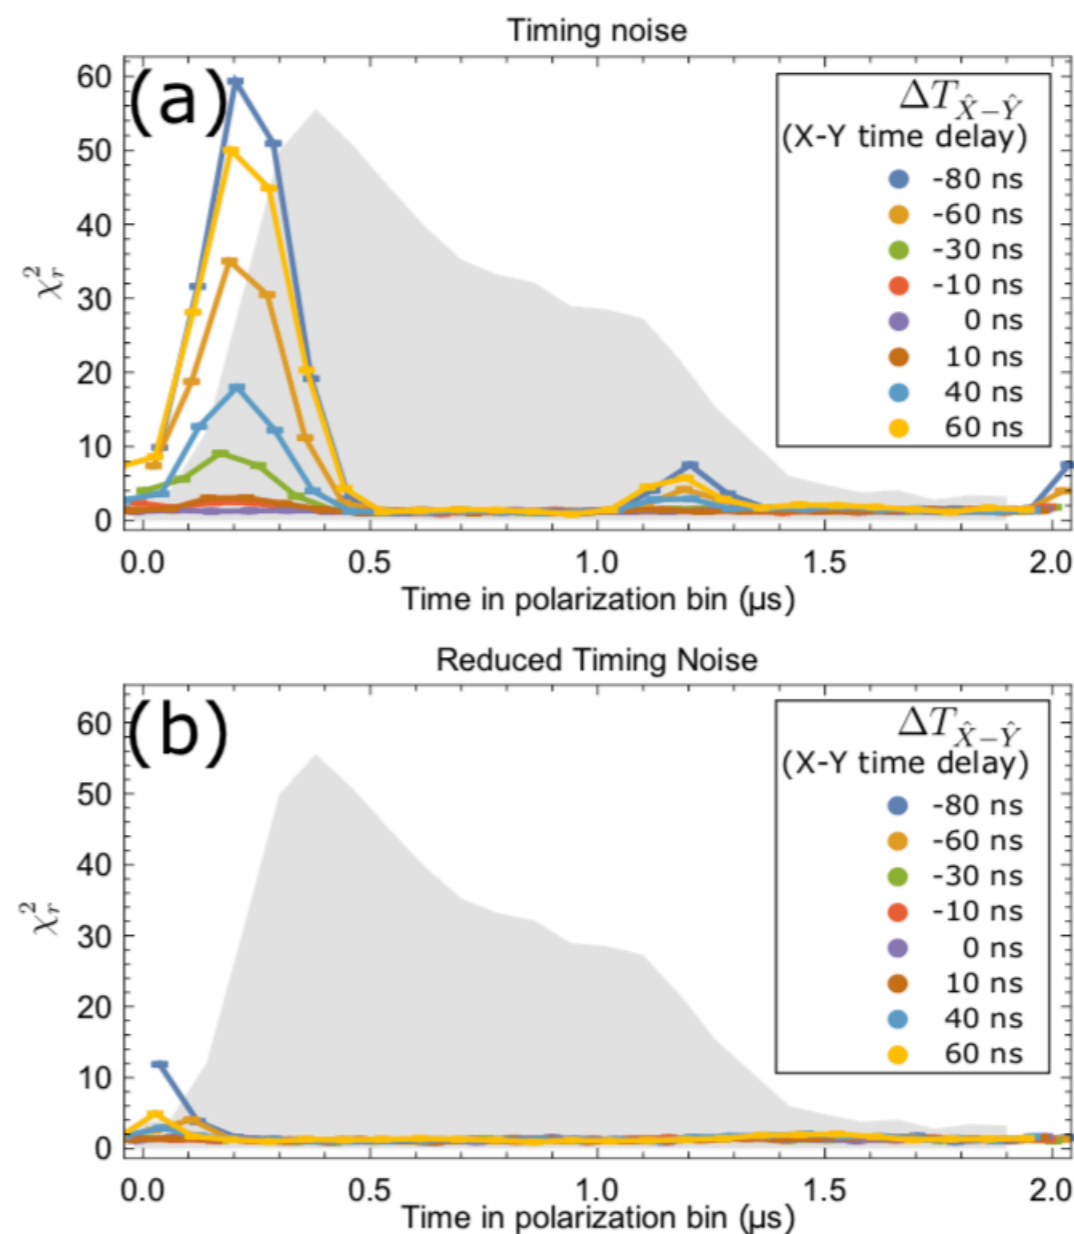 Timing noise
(a)
60
50
40
30
20
10
0
χ²ᵣ
ΔT_X̂−Ŷ
(X-Y time delay)
-80 ns
-60 ns
-30 ns
-10 ns
0 ns
10 ns
40 ns
60 ns
0.0 0.5 1.0 1.5 2.0
Time in polarization bin (μs)
Reduced Timing Noise
(b)
60
50
40
30
20
10
0
χ²ᵣ
ΔT_X̂−Ŷ
(X-Y time delay)
-80 ns
-60 ns
-30 ns
-10 ns
0 ns
10 ns
40 ns
60 ns
0.0 0.5 1.0 1.5 2.0
Time in polarization bin (μs)